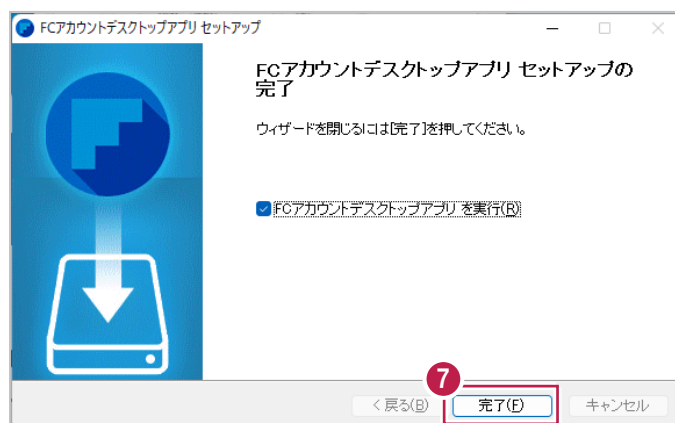 FCアカウントデスクトップアプリ セットアップ
FCアカウントデスクトップアプリ セットアップの
完了
ウィザードを閉じるには[完了]を押してください。
FCアカウントデスクトップアプリ を実行(R)
7
< 戻る(B)
完了(F)
キャンセル